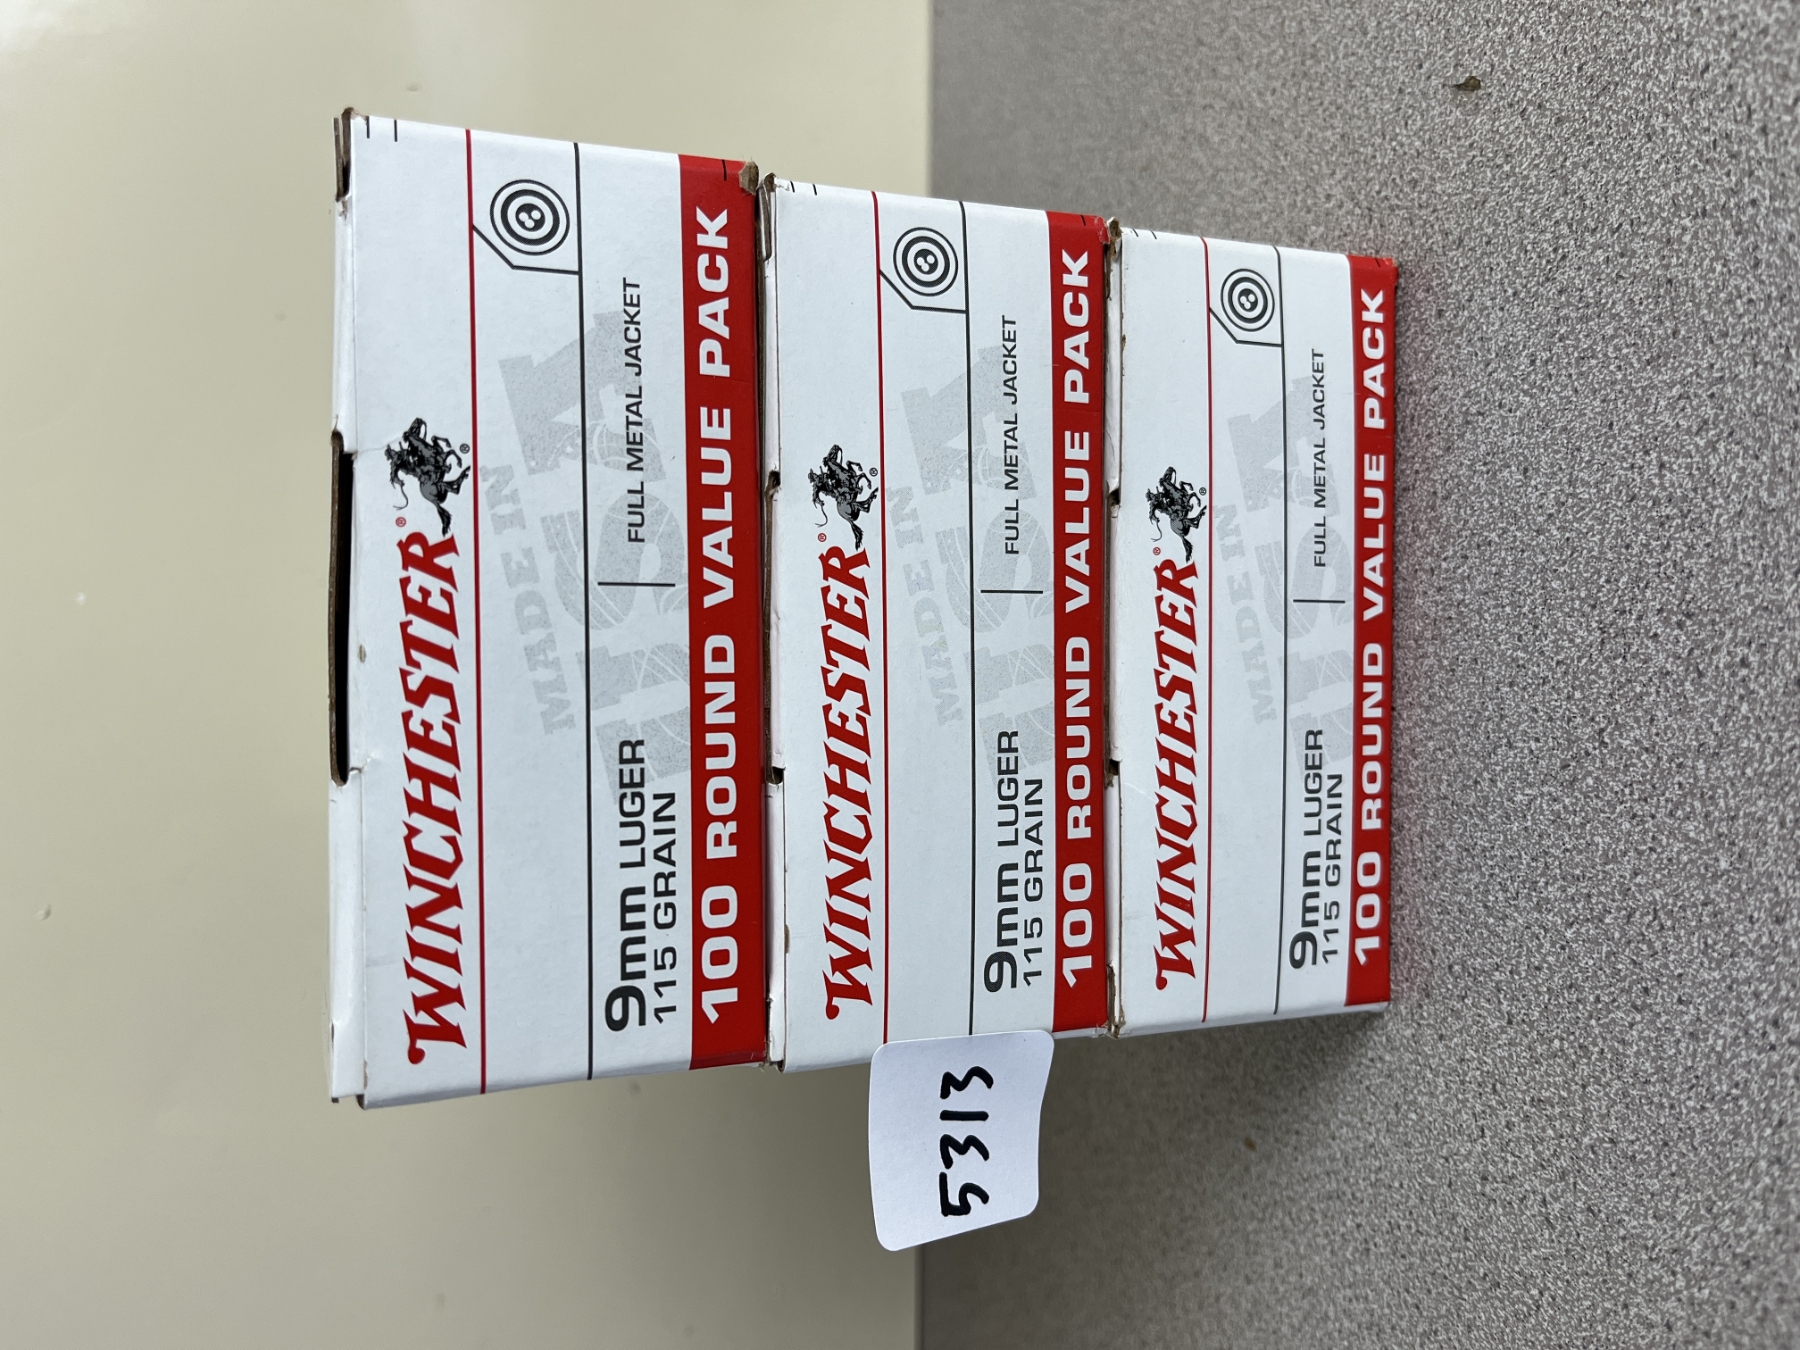 WINCHESTER®
®
MADE IN
USA
9mm LUGER
115 GRAIN
FULL METAL JACKET
100 ROUND VALUE PACK
WINCHESTER®
®
MADE IN
USA
9mm LUGER
115 GRAIN
FULL METAL JACKET
100 ROUND VALUE PACK
5313
WINCHESTER®
®
MADE IN
USA
9mm LUGER
115 GRAIN
FULL METAL JACKET
100 ROUND VALUE PACK